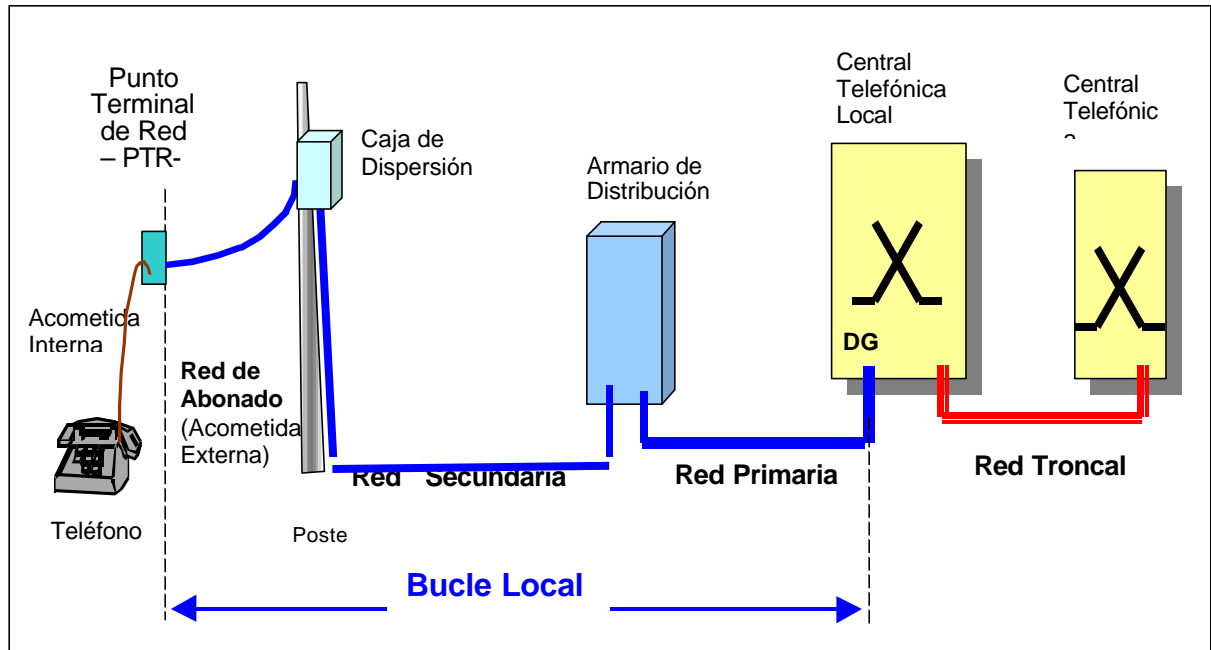 Punto
Terminal
de Red
– PTR-
Caja de
Dispersión
Armario de
Distribución
Central
Telefónica
Local
Central
Telefónic
Acometida
Interna
Red de
Abonado
(Acometida
Externa)
DG
Teléfono
Poste
Red Secundaria
Red Primaria
Red Troncal
Bucle Local